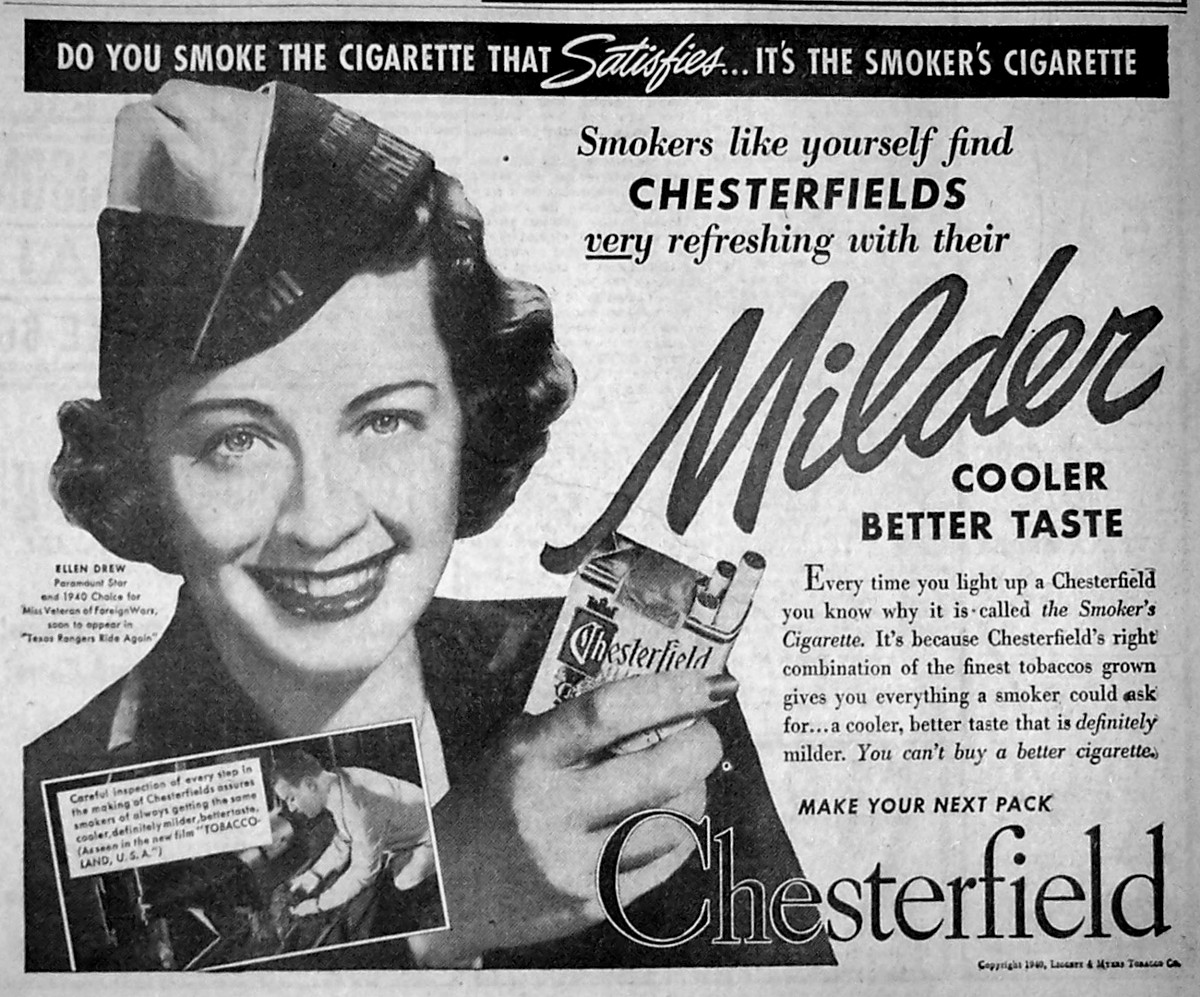 DO YOU SMOKE THE CIGARETTE THAT Satisfies... IT'S THE SMOKER'S CIGARETTE
Smokers like yourself find
CHESTERFIELDS
very refreshing with their
Milder
COOLER
BETTER TASTE
ELLEN DREW
Paramount Star
and 1940 Choice for
Miss Veteran of Foreign Wars,
soon to appear in
"Texas Rangers Ride Again"
Chesterfield
Every time you light up a Chesterfield
you know why it is called the Smoker's
Cigarette. It's because Chesterfield's right
combination of the finest tobaccos grown
gives you everything a smoker could ask
for...a cooler, better taste that is definitely
milder. You can't buy a better cigarette.
Careful inspection of every step in
the making of Chesterfields assures
smokers of always getting the same
cooler, definitely milder, better taste.
(As seen in the new film "TOBACCO-
LAND, U.S.A.")
MAKE YOUR NEXT PACK
Chesterfield
Copyright 1940, LIGGETT & MYERS TOBACCO CO.